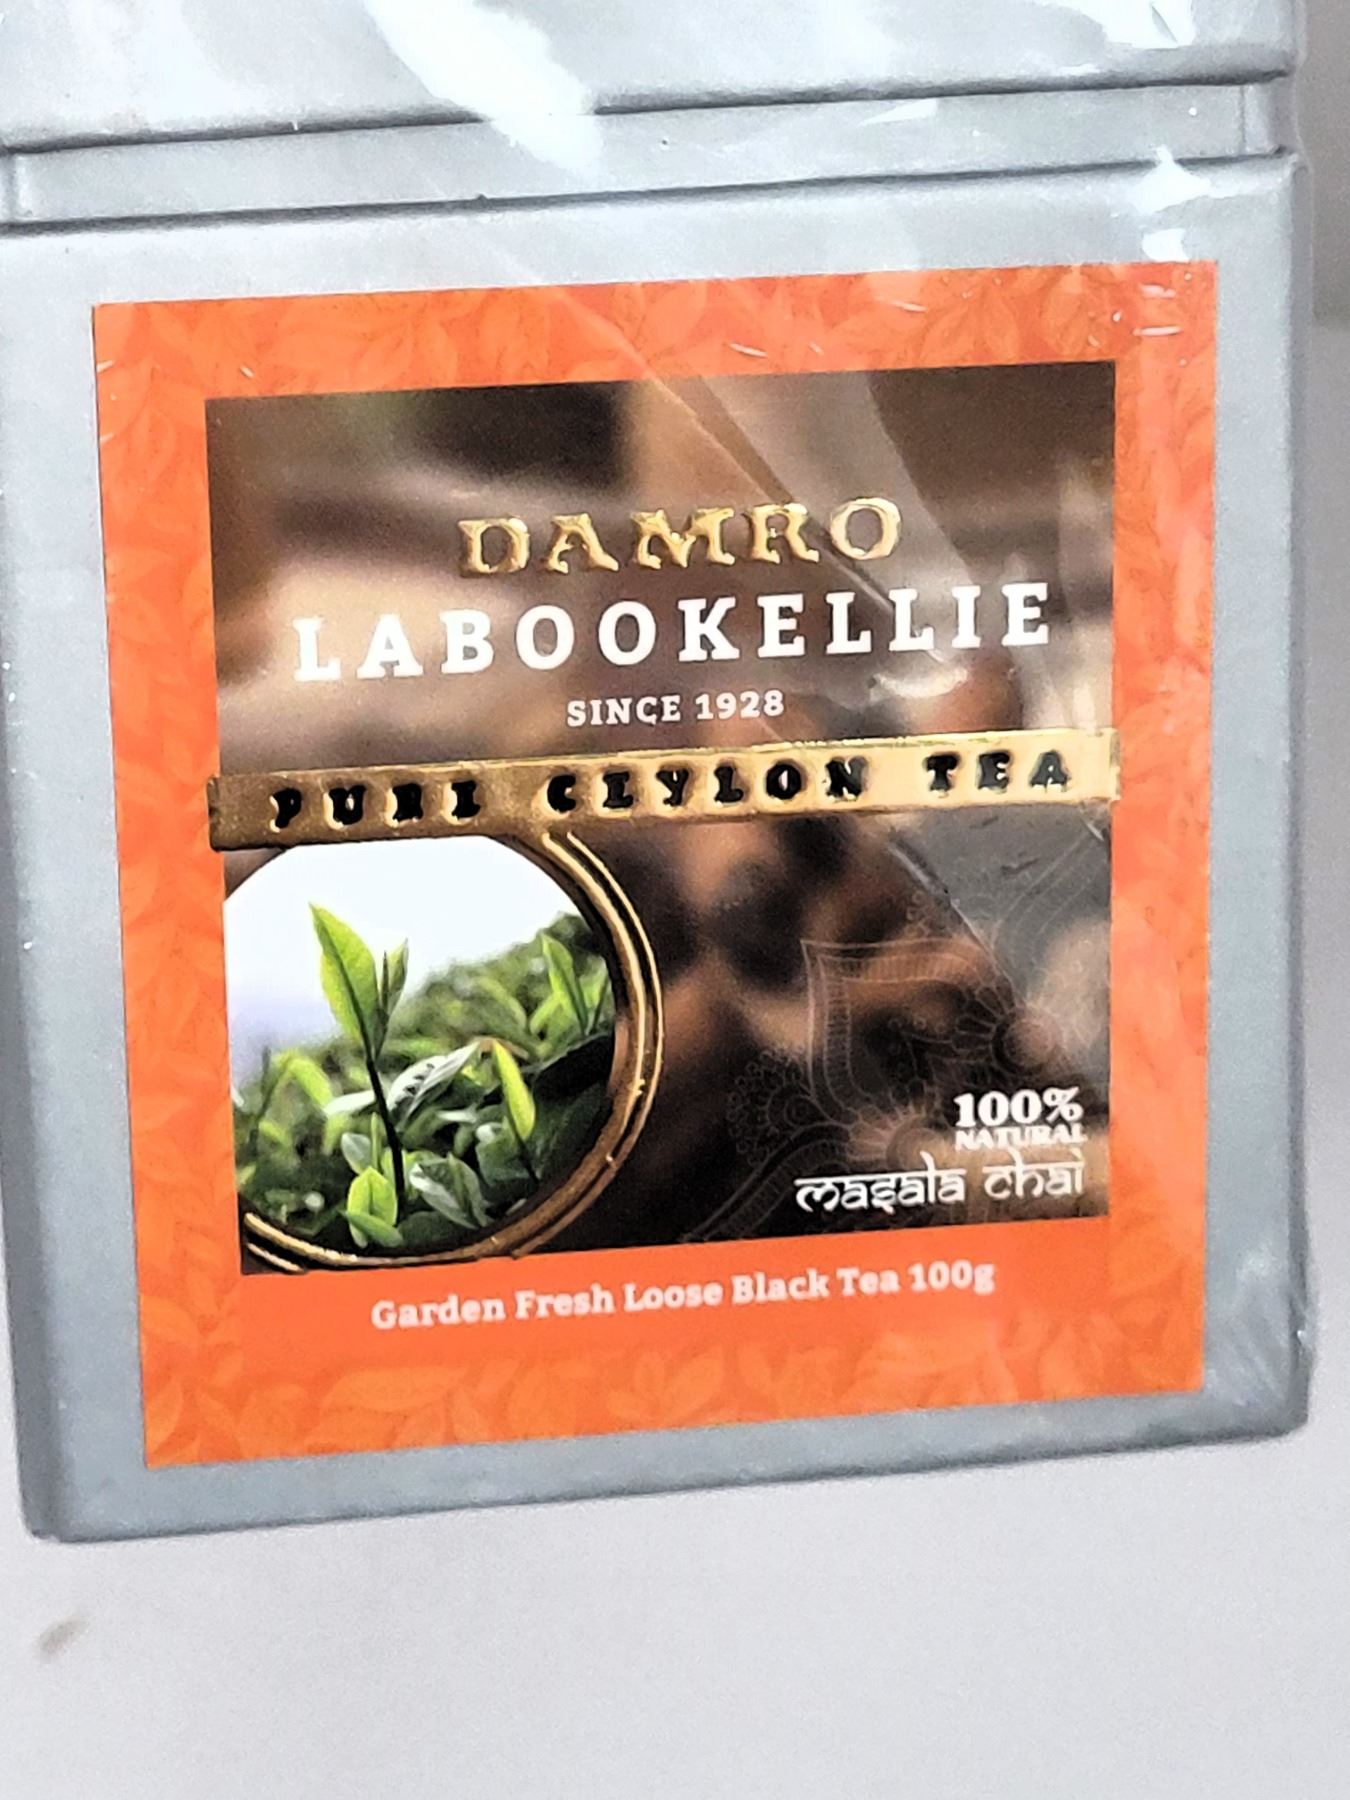 DAMRO
LABOOKELLIE
SINCE 1928
PURE CEYLON TEA
100%
NATURAL
masala chai
Garden Fresh Loose Black Tea 100g